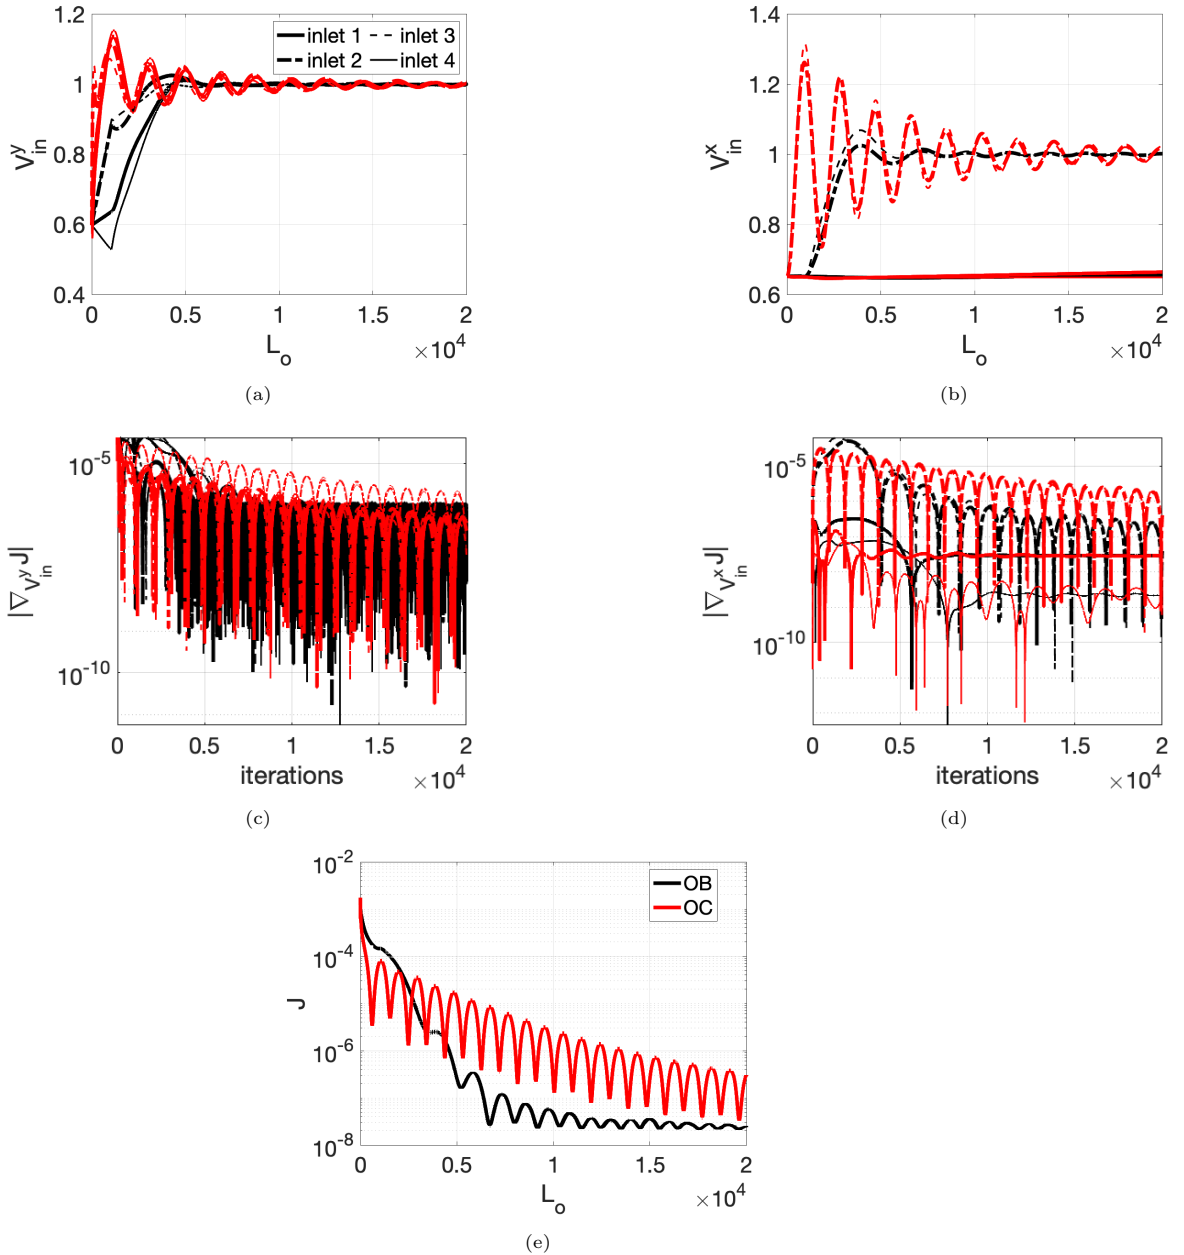 1.2
1
0.8
0.6
0.4
V_in^y
inlet 1 inlet 3
inlet 2 inlet 4
0 0.5 1 1.5 2
L_o ×10^4
(a)
1.4
1.2
1
0.8
0.6
V_in^x
0 0.5 1 1.5 2
L_o ×10^4
(b)
10^-5
10^-10
|∇_{V_in^y} J|
0 0.5 1 1.5 2
iterations ×10^4
(c)
10^-5
10^-10
|∇_{V_in^x} J|
0 0.5 1 1.5 2
iterations ×10^4
(d)
10^-2
10^-4
10^-6
10^-8
J
OB
OC
0 0.5 1 1.5 2
L_o ×10^4
(e)